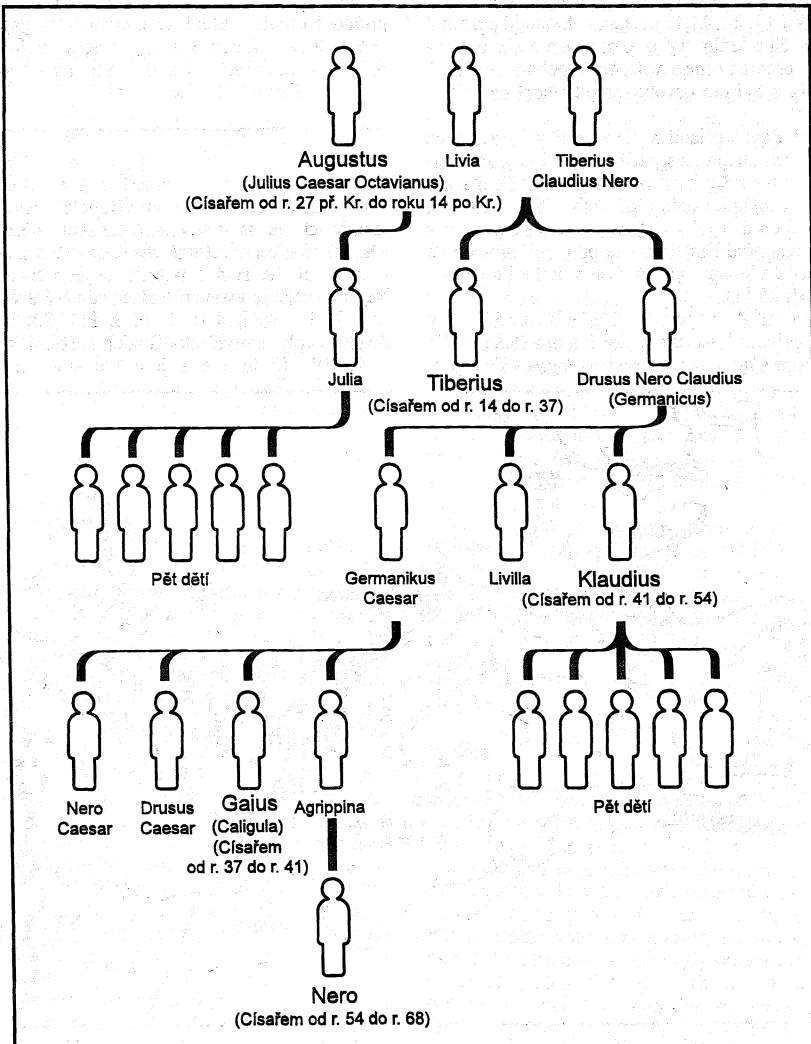 Augustus
(Julius Caesar Octavianus)
(Císařem od r. 27 př. Kr. do roku 14 po Kr.)
Livia
Tiberius
Claudius Nero
Julia
Tiberius
(Císařem od r. 14 do r. 37)
Drusus Nero Claudius
(Germanicus)
Pět dětí
Germanikus
Caesar
Livilla
Klaudius
(Císařem od r. 41 do r. 54)
Nero
Caesar
Drusus
Caesar
Gaius
(Caligula)
(Císařem
od r. 37 do r. 41)
Agrippina
Pět dětí
Nero
(Císařem od r. 54 do r. 68)